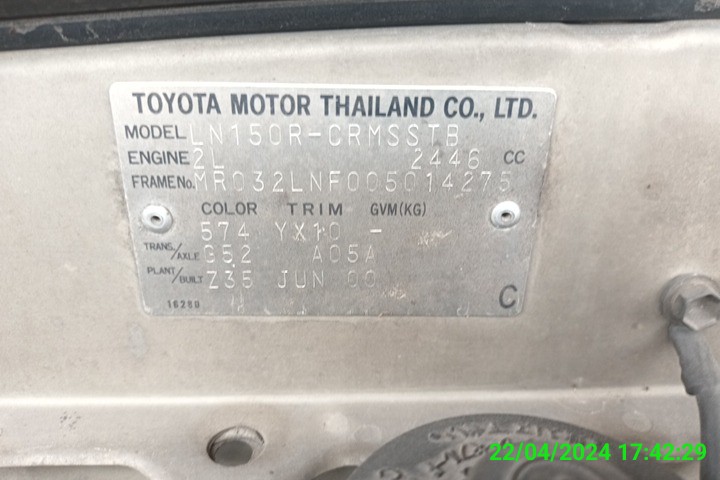 TOYOTA MOTOR THAILAND CO., LTD.
MODEL LN150R-CRMSSTB
ENGINE 2L 2446 CC
FRAME No. MR032LNF005014275
COLOR TRIM GVM(KG)
574 YX10 -
TRANS./AXLE G52 A05A
PLANT/BUILT Z35 JUN 00
16280 C
22/04/2024 17:42:29